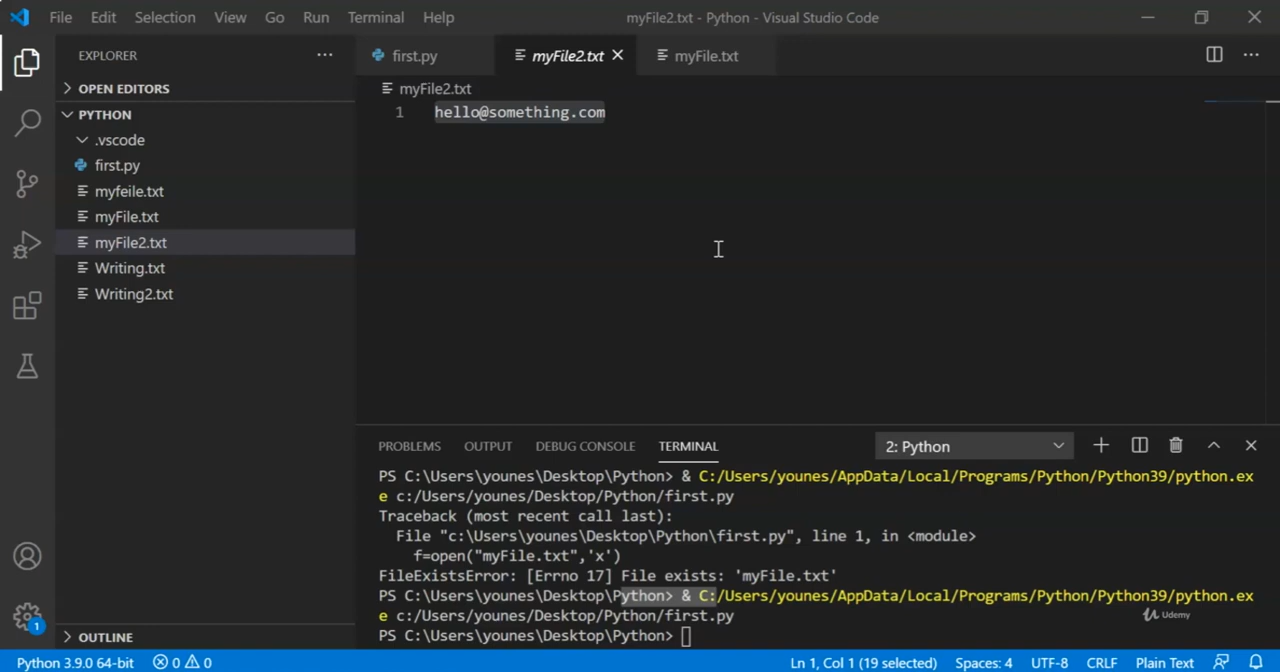 File Edit Selection View Go Run Terminal Help myFile2.txt - Python - Visual Studio Code
EXPLORER
OPEN EDITORS
PYTHON
.vscode
first.py
myfeile.txt
myFile.txt
myFile2.txt
Writing.txt
Writing2.txt
OUTLINE
first.py myFile2.txt myFile.txt
myFile2.txt
1 hello@something.com
PROBLEMS OUTPUT DEBUG CONSOLE TERMINAL 2: Python
PS C:\Users\younes\Desktop\Python> & C:/Users/younes/AppData/Local/Programs/Python/Python39/python.ex
e c:/Users/younes/Desktop/Python/first.py
Traceback (most recent call last):
File "c:\Users\younes\Desktop\Python\first.py", line 1, in <module>
f=open("myFile.txt",'x')
FileExistsError: [Errno 17] File exists: 'myFile.txt'
PS C:\Users\younes\Desktop\Python> & C:/Users/younes/AppData/Local/Programs/Python/Python39/python.ex
e c:/Users/younes/Desktop/Python/first.py
PS C:\Users\younes\Desktop\Python>
Udemy
1
Python 3.9.0 64-bit 0 0 Ln 1, Col 1 (19 selected) Spaces: 4 UTF-8 CRLF Plain Text